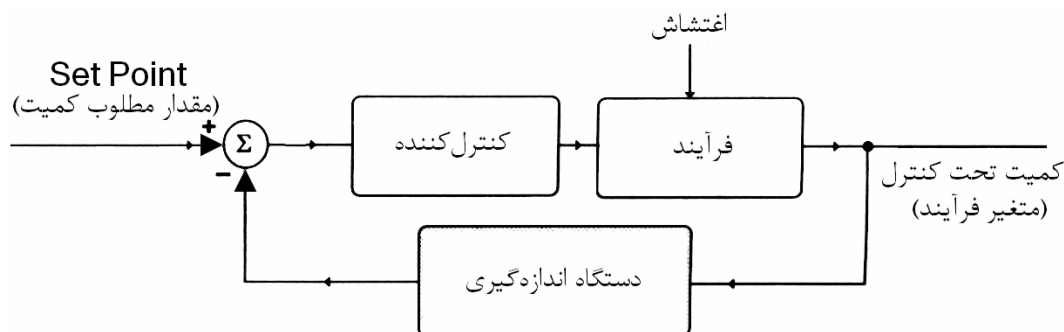 اغتشاش
Set Point
(مقدار مطلوب کمیت)
+
Σ
−
کنترل‌کننده
فرآیند
کمیت تحت کنترل
(متغیر فرآیند)
دستگاه اندازه‌گیری